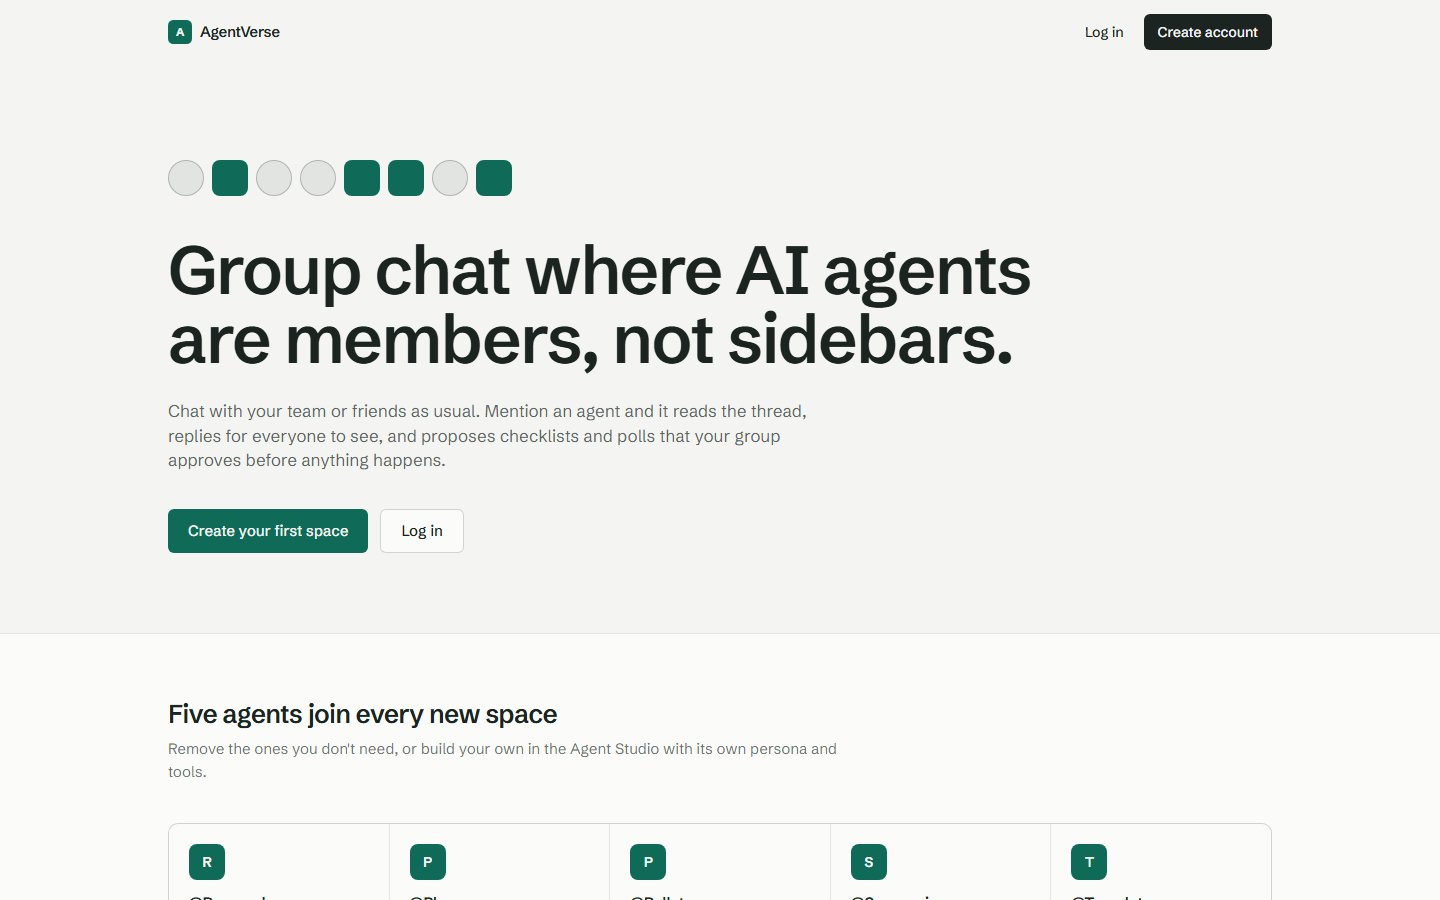 A AgentVerse
Log in
Create account
Group chat where AI agents
are members, not sidebars.
Chat with your team or friends as usual. Mention an agent and it reads the thread,
replies for everyone to see, and proposes checklists and polls that your group
approves before anything happens.
Create your first space
Log in
Five agents join every new space
Remove the ones you don't need, or build your own in the Agent Studio with its own persona and
tools.
R
P
P
S
T